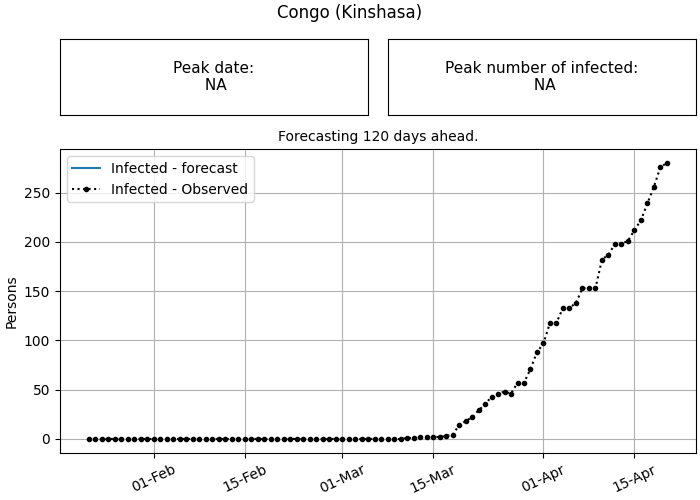 Congo (Kinshasa)
Peak date:
NA
Peak number of infected:
NA
Forecasting 120 days ahead.
Infected - forecast
Infected - Observed
Persons
250
200
150
100
50
0
01-Feb
15-Feb
01-Mar
15-Mar
01-Apr
15-Apr